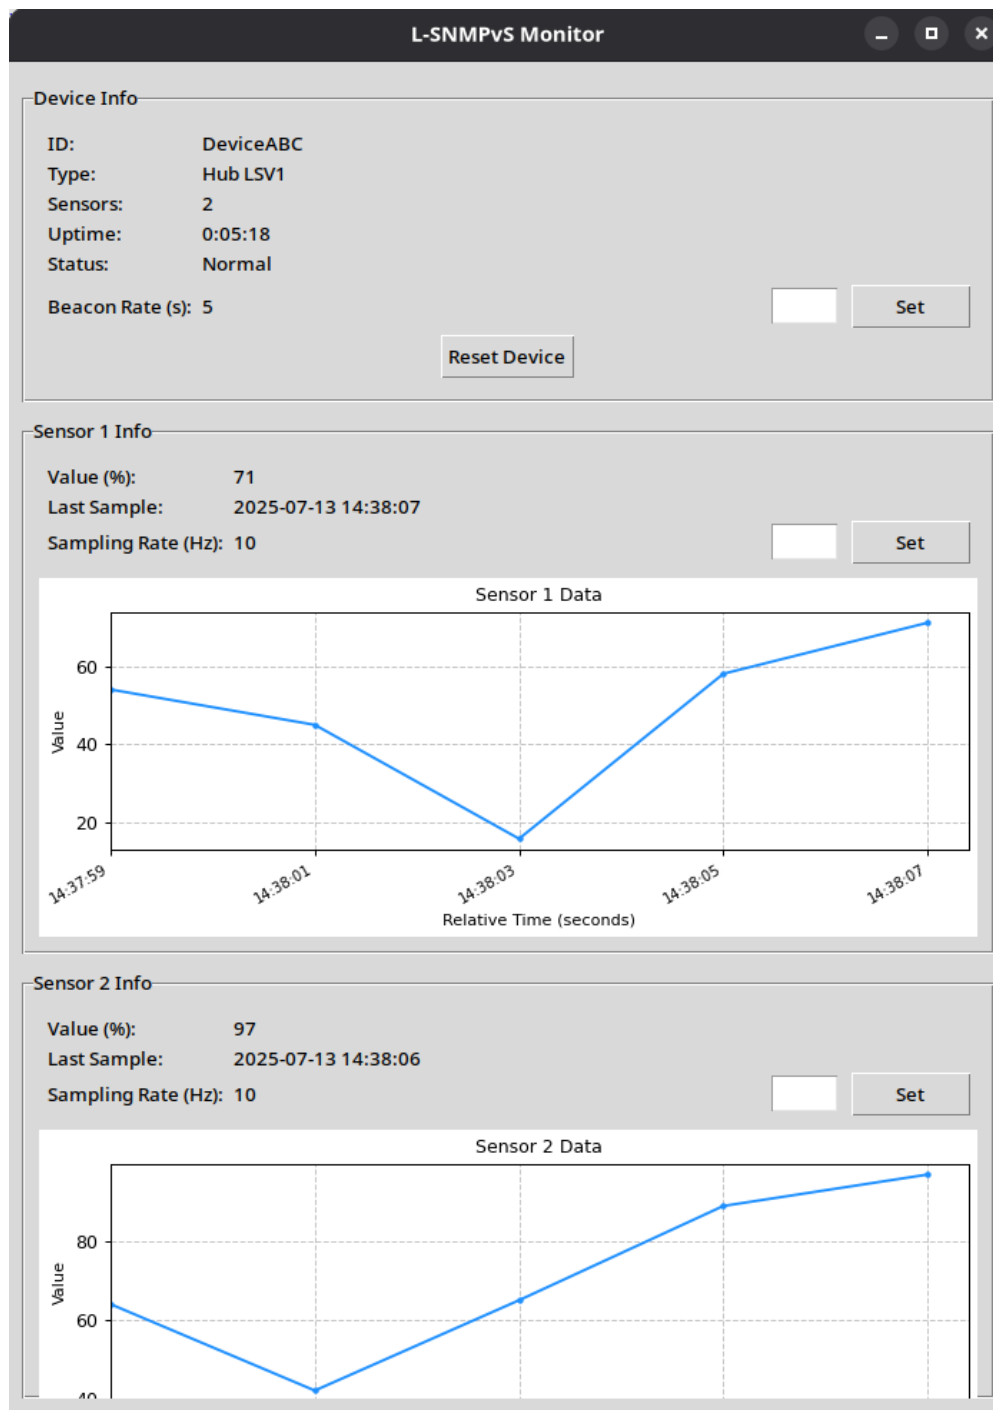 L-SNMPvS Monitor
Device Info
ID: DeviceABC
Type: Hub LSV1
Sensors: 2
Uptime: 0:05:18
Status: Normal
Beacon Rate (s): 5 Set
Reset Device
Sensor 1 Info
Value (%): 71
Last Sample: 2025-07-13 14:38:07
Sampling Rate (Hz): 10 Set
Sensor 1 Data
60
40
20
Value
14:37:59 14:38:01 14:38:03 14:38:05 14:38:07
Relative Time (seconds)
Sensor 2 Info
Value (%): 97
Last Sample: 2025-07-13 14:38:06
Sampling Rate (Hz): 10 Set
Sensor 2 Data
80
60
40
Value